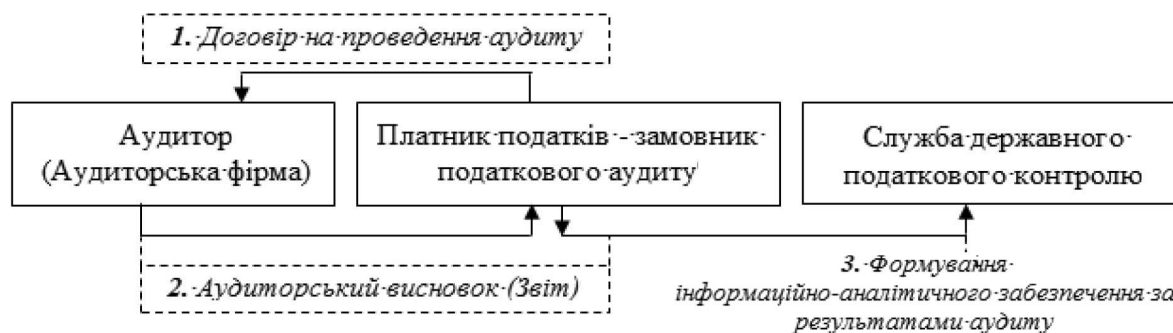 1. Договір на проведення аудиту
Аудитор
(Аудиторська фірма)
Платник податків - замовник
податкового аудиту
Служба державного
податкового контролю
2. Аудиторський висновок (Звіт)
3. Формування
інформаційно-аналітичного забезпечення за
результатами аудиту